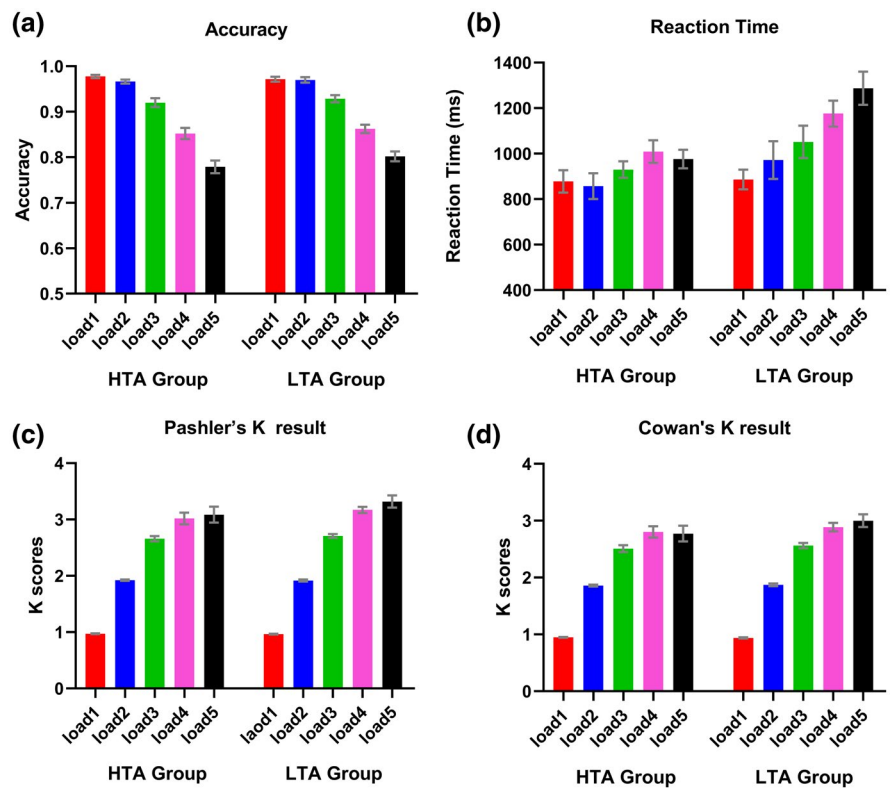 (a)
Accuracy
1.0
0.9
0.8
0.7
0.6
0.5
Accuracy
load1 load2 load3 load4 load5 load1 load2 load3 load4 load5
HTA Group LTA Group
(b)
Reaction Time
1400
1200
1000
800
600
400
Reaction Time (ms)
load1 load2 load3 load4 load5 load1 load2 load3 load4 load5
HTA Group LTA Group
(c)
Pashler’s K result
4
3
2
1
0
K scores
load1 load2 load3 load4 load5 laod1 load2 load3 load4 load5
HTA Group LTA Group
(d)
Cowan's K result
4
3
2
1
0
K scores
load1 load2 load3 load4 load5 load1 load2 load3 load4 load5
HTA Group LTA Group